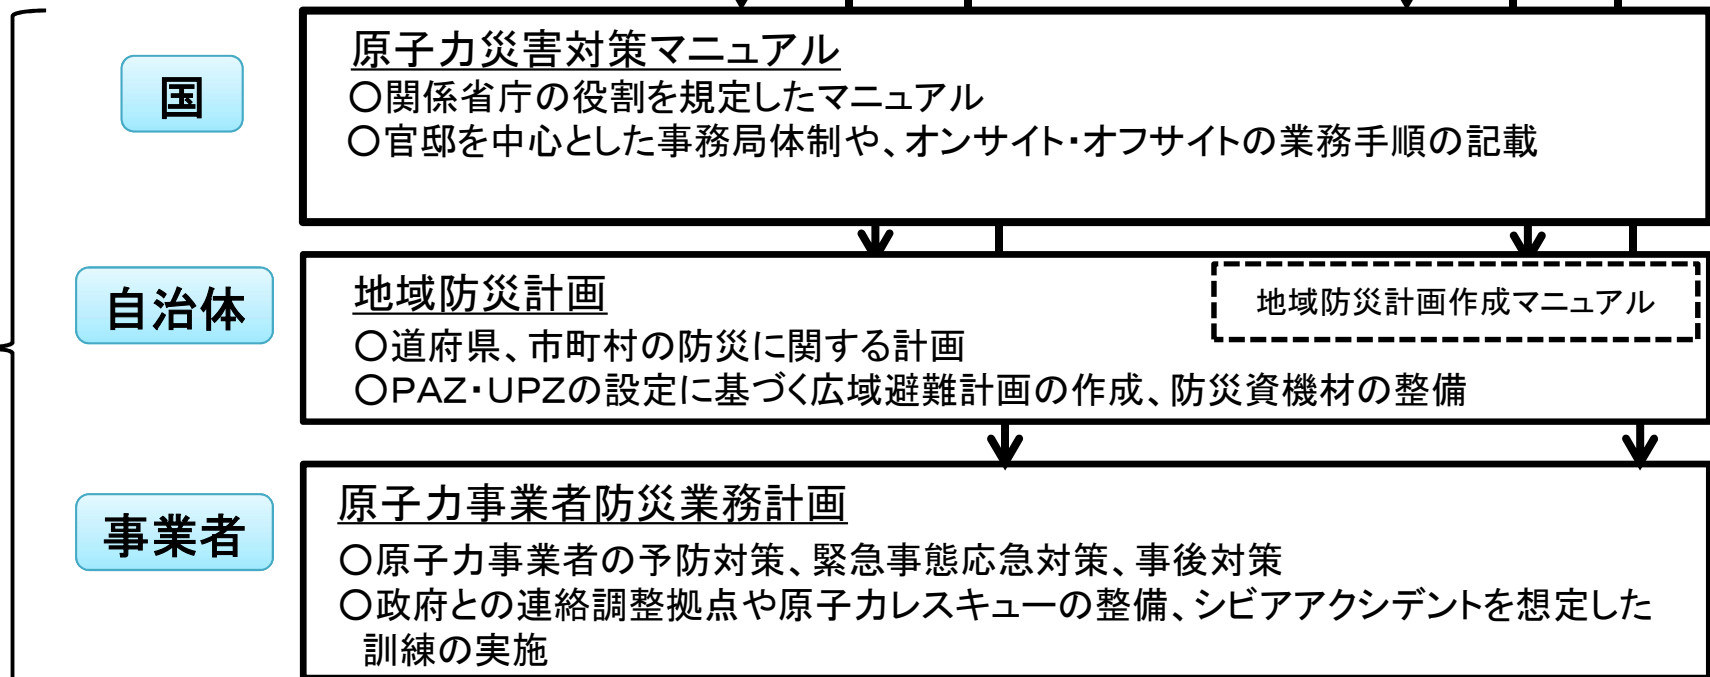 国
原子力災害対策マニュアル
○関係省庁の役割を規定したマニュアル
○官邸を中心とした事務局体制や、オンサイト・オフサイトの業務手順の記載
自治体
地域防災計画
地域防災計画作成マニュアル
○道府県、市町村の防災に関する計画
○PAZ・UPZの設定に基づく広域避難計画の作成、防災資機材の整備
事業者
原子力事業者防災業務計画
○原子力事業者の予防対策、緊急事態応急対策、事後対策
○政府との連絡調整拠点や原子力レスキューの整備、シビアアクシデントを想定した
訓練の実施